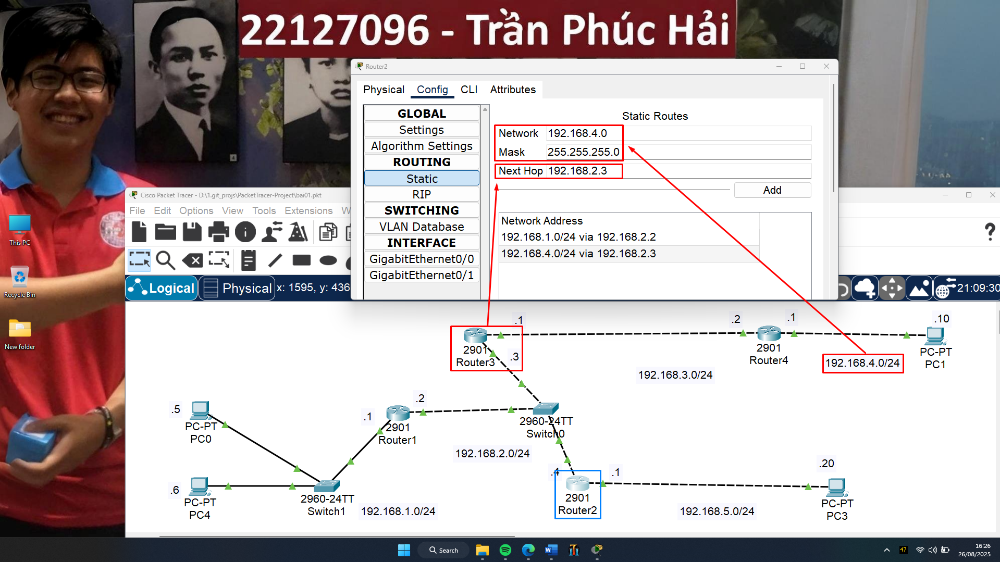 22127096 - Trần Phúc Hải
Router2
Physical Config CLI Attributes
GLOBAL
Settings
Algorithm Settings
ROUTING
Static
RIP
SWITCHING
VLAN Database
INTERFACE
GigabitEthernet0/0
GigabitEthernet0/1
Static Routes
Network 192.168.4.0
Mask 255.255.255.0
Next Hop 192.168.2.3
Add
Network Address
192.168.1.0/24 via 192.168.2.2
192.168.4.0/24 via 192.168.2.3
Cisco Packet Tracer - D:\1.git_projs\PacketTracer-Project\bai01.pkt
File Edit Options View Tools Extensions W
This PC
Recycle Bin
New folder
Logical Physical x: 1595, y: 436
21:09:30
.1
.2
.1
.10
2901
Router3
.3
2901
Router4
PC-PT
PC1
192.168.4.0/24
192.168.3.0/24
.5
PC-PT
PC0
.1
.2
2901
Router1
2960-24TT
Switch0
192.168.2.0/24
.6
PC-PT
PC4
2960-24TT
Switch1
192.168.1.0/24
.4
.1
2901
Router2
.20
192.168.5.0/24
PC-PT
PC3
Search
47
16:26
26/08/2025